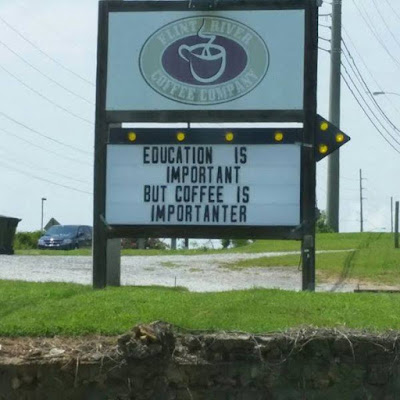 FLINT RIVER
COFFEE COMPANY
EDUCATION IS
IMPORTANT
BUT COFFEE IS
IMPORTANTER